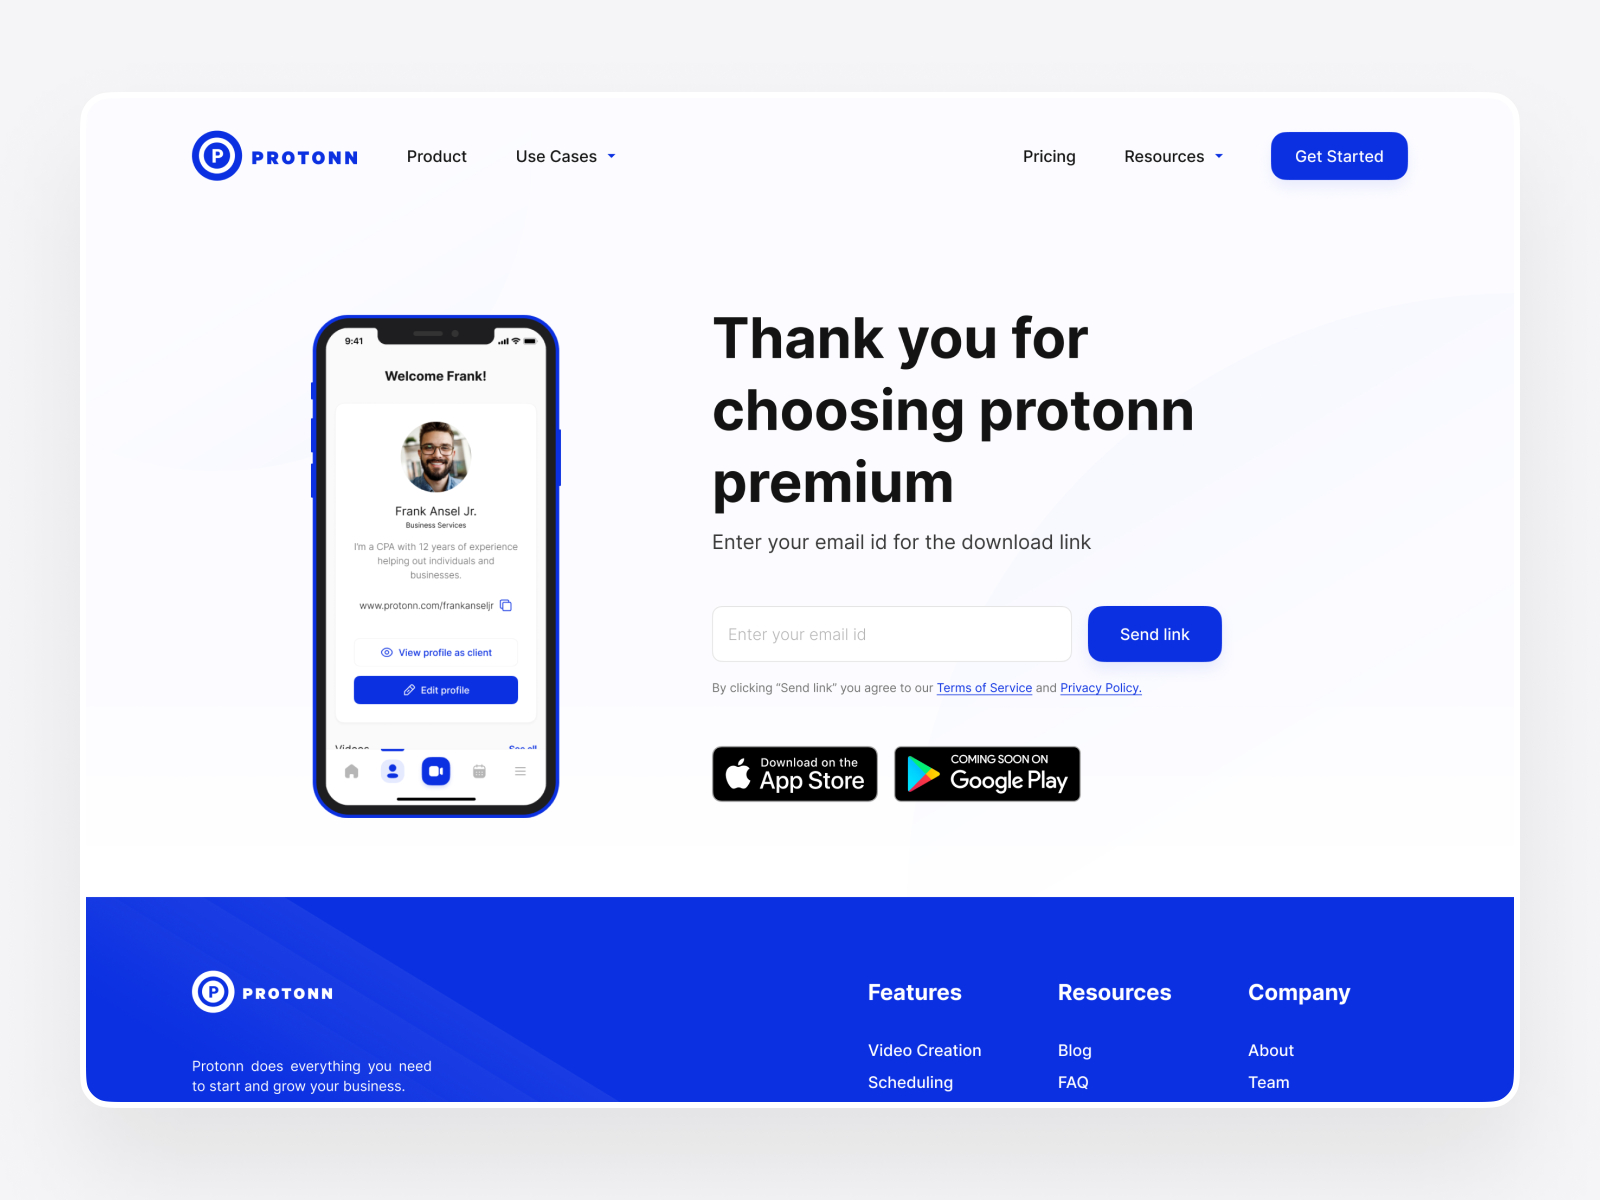 P PROTONN
Product
Use Cases
Pricing
Resources
Get Started
9:41
Welcome Frank!
Frank Ansel Jr.
Business Services
I'm a CPA with 12 years of experience
helping out individuals and
businesses.
www.protonn.com/frankanseljr
View profile as client
Edit profile
Videos
See all
Thank you for
choosing protonn
premium
Enter your email id for the download link
Enter your email id
Send link
By clicking “Send link” you agree to our Terms of Service and Privacy Policy.
Download on the
App Store
COMING SOON ON
Google Play
P PROTONN
Protonn does everything you need
to start and grow your business.
Features
Video Creation
Scheduling
Resources
Blog
FAQ
Company
About
Team